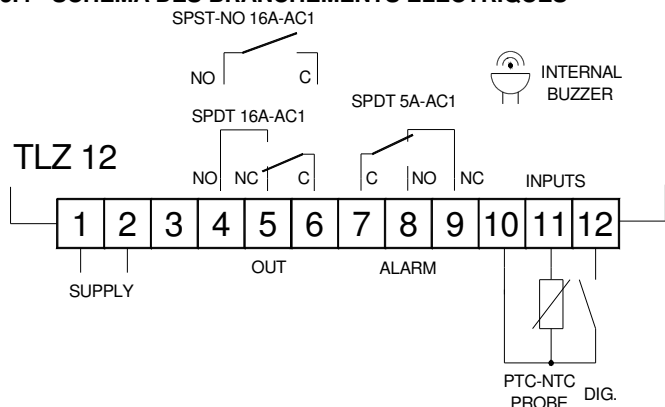 SCHEMA DES BRANCHEMENTS ELECTRIQUES
SPST-NO 16A-AC1
NO C
INTERNAL
BUZZER
SPDT 16A-AC1
SPDT 5A-AC1
TLZ 12
NO NC C C NO NC INPUTS
1 2 3 4 5 6 7 8 9 10 11 12
SUPPLY OUT ALARM
PTC-NTC
PROBE DIG.